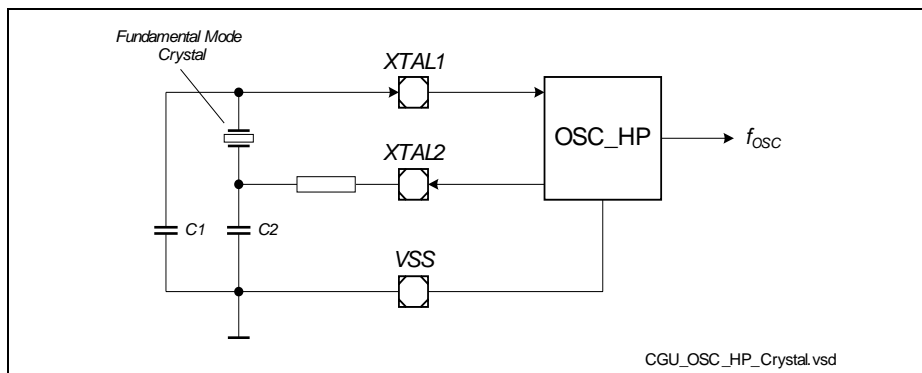 Fundamental Mode
Crystal
XTAL1
OSC_HP
fOSC
XTAL2
C1
C2
VSS
CGU_OSC_HP_Crystal.vsd